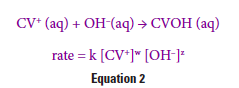 CV⁺ (aq) + OH⁻(aq) → CVOH (aq)
rate = k [CV⁺]ʷ [OH⁻]ᶻ
Equation 2